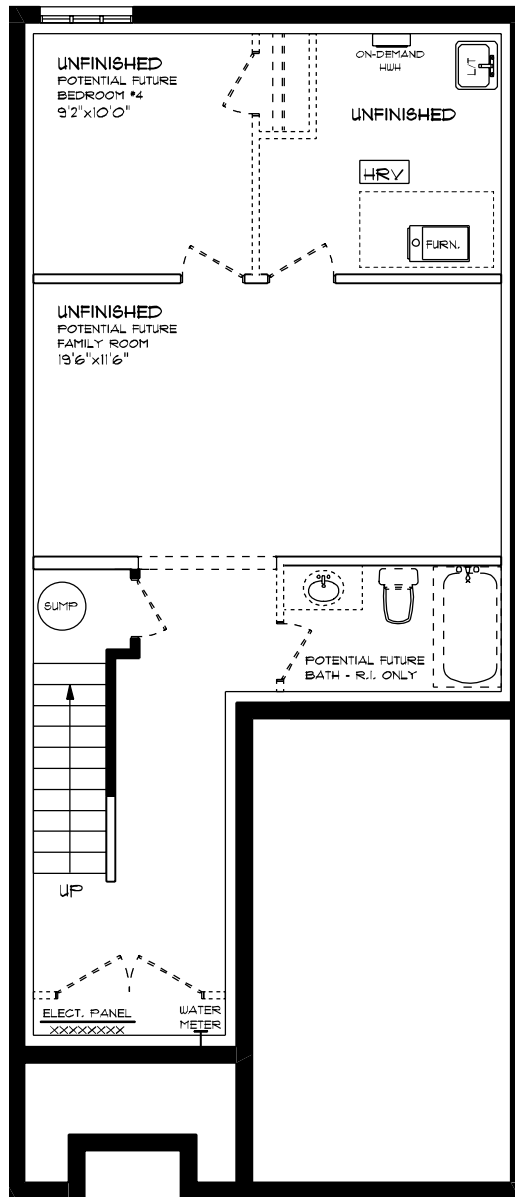 UNFINISHED
POTENTIAL FUTURE
BEDROOM #4
9'2"x10'0"
ON-DEMAND
HWH
L/T
UNFINISHED
HRV
FURN.
UNFINISHED
POTENTIAL FUTURE
FAMILY ROOM
19'6"x11'6"
SUMP
POTENTIAL FUTURE
BATH - R.I. ONLY
UP
ELECT. PANEL
XXXXXXXX
WATER
METER